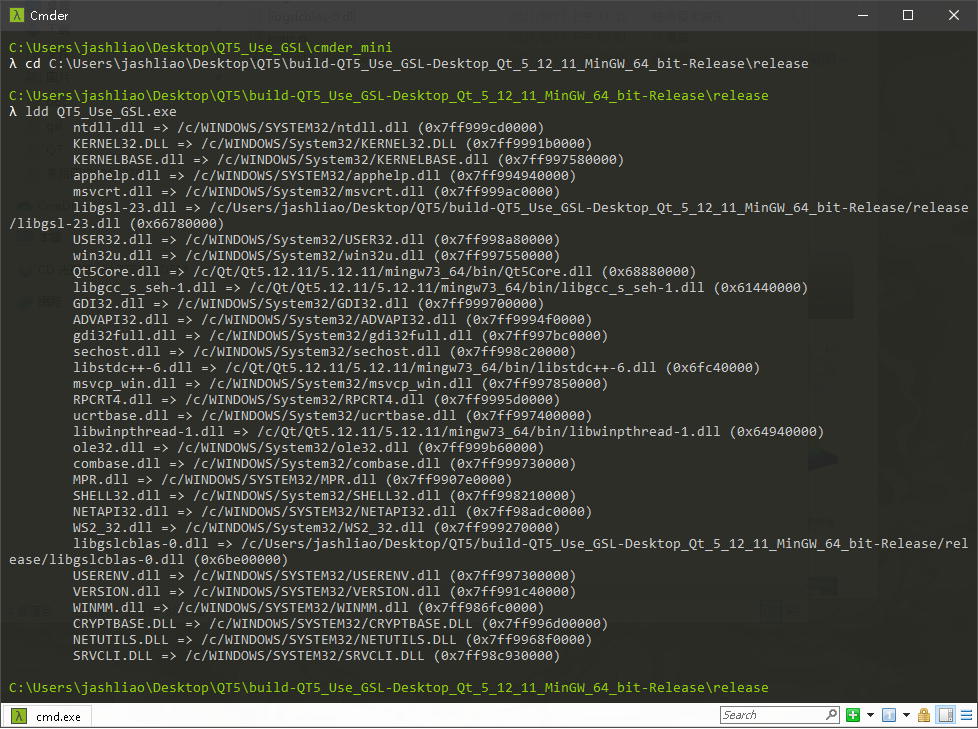 Cmder
C:\Users\jashliao\Desktop\QT5_Use_GSL\cmder_mini
λ cd C:\Users\jashliao\Desktop\QT5\build-QT5_Use_GSL-Desktop_Qt_5_12_11_MinGW_64_bit-Release\release
C:\Users\jashliao\Desktop\QT5\build-QT5_Use_GSL-Desktop_Qt_5_12_11_MinGW_64_bit-Release\release
λ ldd QT5_Use_GSL.exe
ntdll.dll => /c/WINDOWS/SYSTEM32/ntdll.dll (0x7ff999cd0000)
KERNEL32.DLL => /c/WINDOWS/System32/KERNEL32.DLL (0x7ff9991b0000)
KERNELBASE.dll => /c/WINDOWS/System32/KERNELBASE.dll (0x7ff997580000)
apphelp.dll => /c/WINDOWS/SYSTEM32/apphelp.dll (0x7ff994940000)
msvcrt.dll => /c/WINDOWS/System32/msvcrt.dll (0x7ff999ac0000)
libgsl-23.dll => /c/Users/jashliao/Desktop/QT5/build-QT5_Use_GSL-Desktop_Qt_5_12_11_MinGW_64_bit-Release/release
/libgsl-23.dll (0x66780000)
USER32.dll => /c/WINDOWS/System32/USER32.dll (0x7ff998a80000)
win32u.dll => /c/WINDOWS/System32/win32u.dll (0x7ff997550000)
Qt5Core.dll => /c/Qt/Qt5.12.11/5.12.11/mingw73_64/bin/Qt5Core.dll (0x68880000)
libgcc_s_seh-1.dll => /c/Qt/Qt5.12.11/5.12.11/mingw73_64/bin/libgcc_s_seh-1.dll (0x61440000)
GDI32.dll => /c/WINDOWS/System32/GDI32.dll (0x7ff999700000)
ADVAPI32.dll => /c/WINDOWS/System32/ADVAPI32.dll (0x7ff9994f0000)
gdi32full.dll => /c/WINDOWS/System32/gdi32full.dll (0x7ff997bc0000)
sechost.dll => /c/WINDOWS/System32/sechost.dll (0x7ff998c20000)
libstdc++-6.dll => /c/Qt/Qt5.12.11/5.12.11/mingw73_64/bin/libstdc++-6.dll (0x6fc40000)
msvcp_win.dll => /c/WINDOWS/System32/msvcp_win.dll (0x7ff997850000)
RPCRT4.dll => /c/WINDOWS/System32/RPCRT4.dll (0x7ff9995d0000)
ucrtbase.dll => /c/WINDOWS/System32/ucrtbase.dll (0x7ff997400000)
libwinpthread-1.dll => /c/Qt/Qt5.12.11/5.12.11/mingw73_64/bin/libwinpthread-1.dll (0x64940000)
ole32.dll => /c/WINDOWS/System32/ole32.dll (0x7ff999b60000)
combase.dll => /c/WINDOWS/System32/combase.dll (0x7ff999730000)
MPR.dll => /c/WINDOWS/SYSTEM32/MPR.dll (0x7ff9907e0000)
SHELL32.dll => /c/WINDOWS/System32/SHELL32.dll (0x7ff998210000)
NETAPI32.dll => /c/WINDOWS/SYSTEM32/NETAPI32.dll (0x7ff98adc0000)
WS2_32.dll => /c/WINDOWS/System32/WS2_32.dll (0x7ff999270000)
libgslcblas-0.dll => /c/Users/jashliao/Desktop/QT5/build-QT5_Use_GSL-Desktop_Qt_5_12_11_MinGW_64_bit-Release/rel
ease/libgslcblas-0.dll (0x6be00000)
USERENV.dll => /c/WINDOWS/SYSTEM32/USERENV.dll (0x7ff997300000)
VERSION.dll => /c/WINDOWS/SYSTEM32/VERSION.dll (0x7ff991c40000)
WINMM.dll => /c/WINDOWS/SYSTEM32/WINMM.dll (0x7ff986fc0000)
CRYPTBASE.DLL => /c/WINDOWS/SYSTEM32/CRYPTBASE.DLL (0x7ff996d00000)
NETUTILS.DLL => /c/WINDOWS/SYSTEM32/NETUTILS.DLL (0x7ff9968f0000)
SRVCLI.DLL => /c/WINDOWS/SYSTEM32/SRVCLI.DLL (0x7ff98c930000)
C:\Users\jashliao\Desktop\QT5\build-QT5_Use_GSL-Desktop_Qt_5_12_11_MinGW_64_bit-Release\release
cmd.exe
Search